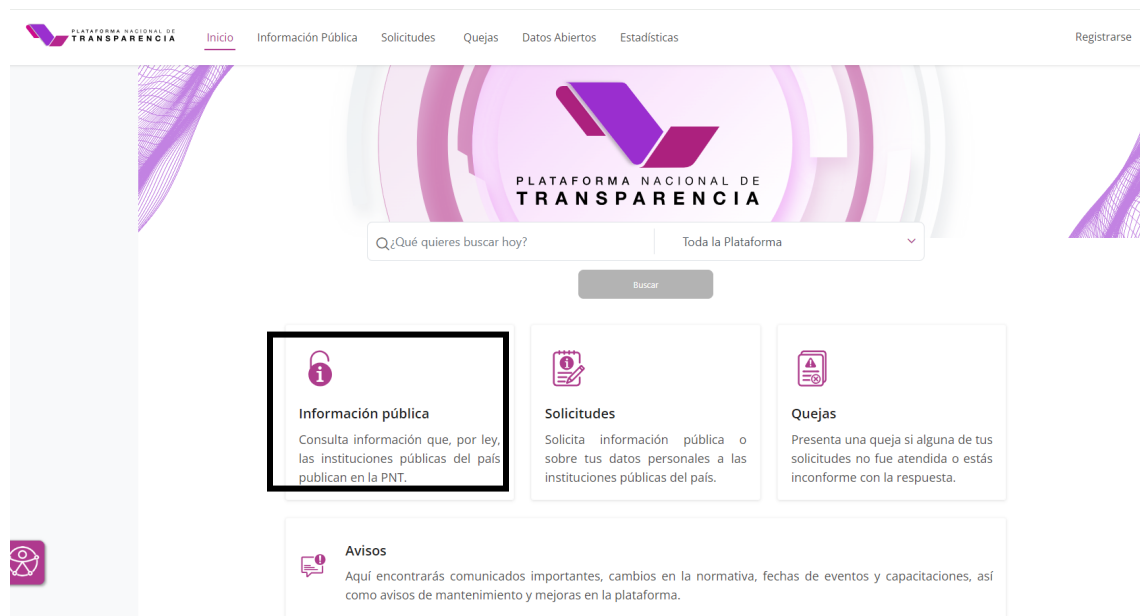 PLATAFORMA NACIONAL DE
TRANSPARENCIA
Inicio
Información Pública
Solicitudes
Quejas
Datos Abiertos
Estadísticas
Registrarse
PLATAFORMA NACIONAL DE
TRANSPARENCIA
¿Qué quieres buscar hoy?
Toda la Plataforma
Buscar
Información pública
Consulta información que, por ley,
las instituciones públicas del país
publican en la PNT.
Solicitudes
Solicita información pública o
sobre tus datos personales a las
instituciones públicas del país.
Quejas
Presenta una queja si alguna de tus
solicitudes no fue atendida o estás
inconforme con la respuesta.
Avisos
Aquí encontrarás comunicados importantes, cambios en la normativa, fechas de eventos y capacitaciones, así
como avisos de mantenimiento y mejoras en la plataforma.